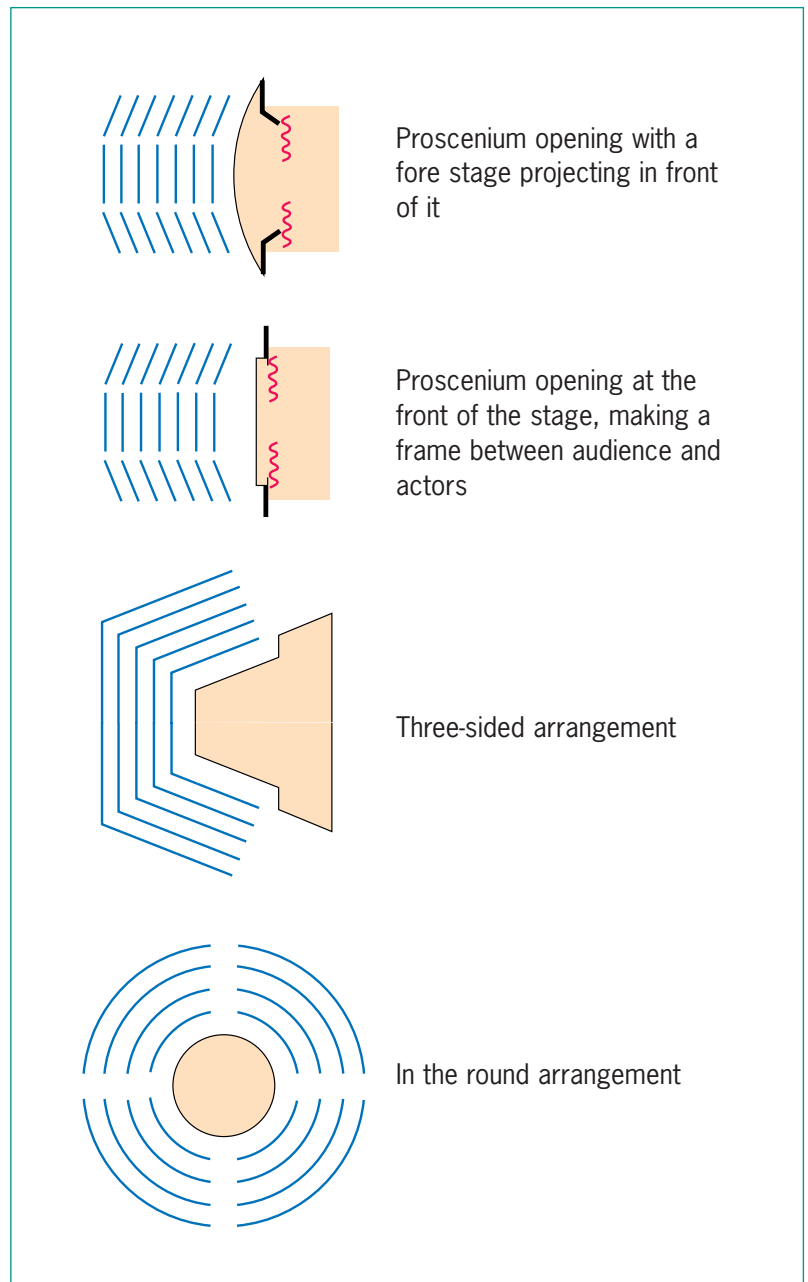 Proscenium opening with a
fore stage projecting in front
of it
Proscenium opening at the
front of the stage, making a
frame between audience and
actors
Three-sided arrangement
In the round arrangement